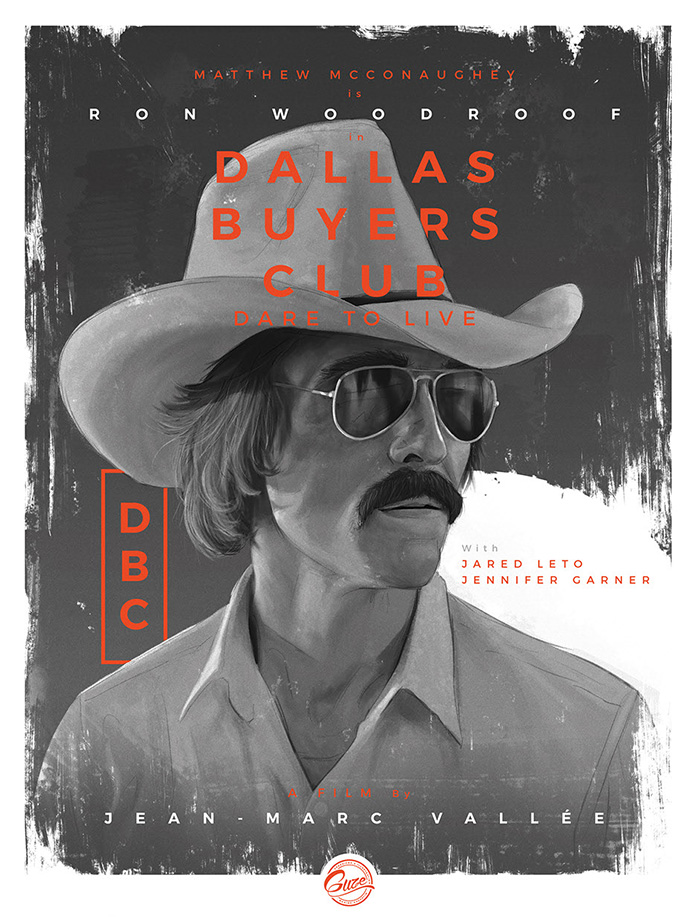 MATTHEW MCCONAUGHEY
is
RON WOODROOF
in
DALLAS
BUYERS
CLUB
DARE TO LIVE
D
B
C
With
JARED LETO
JENNIFER GARNER
A FILM By
JEAN-MARC VALLÉE
Guze